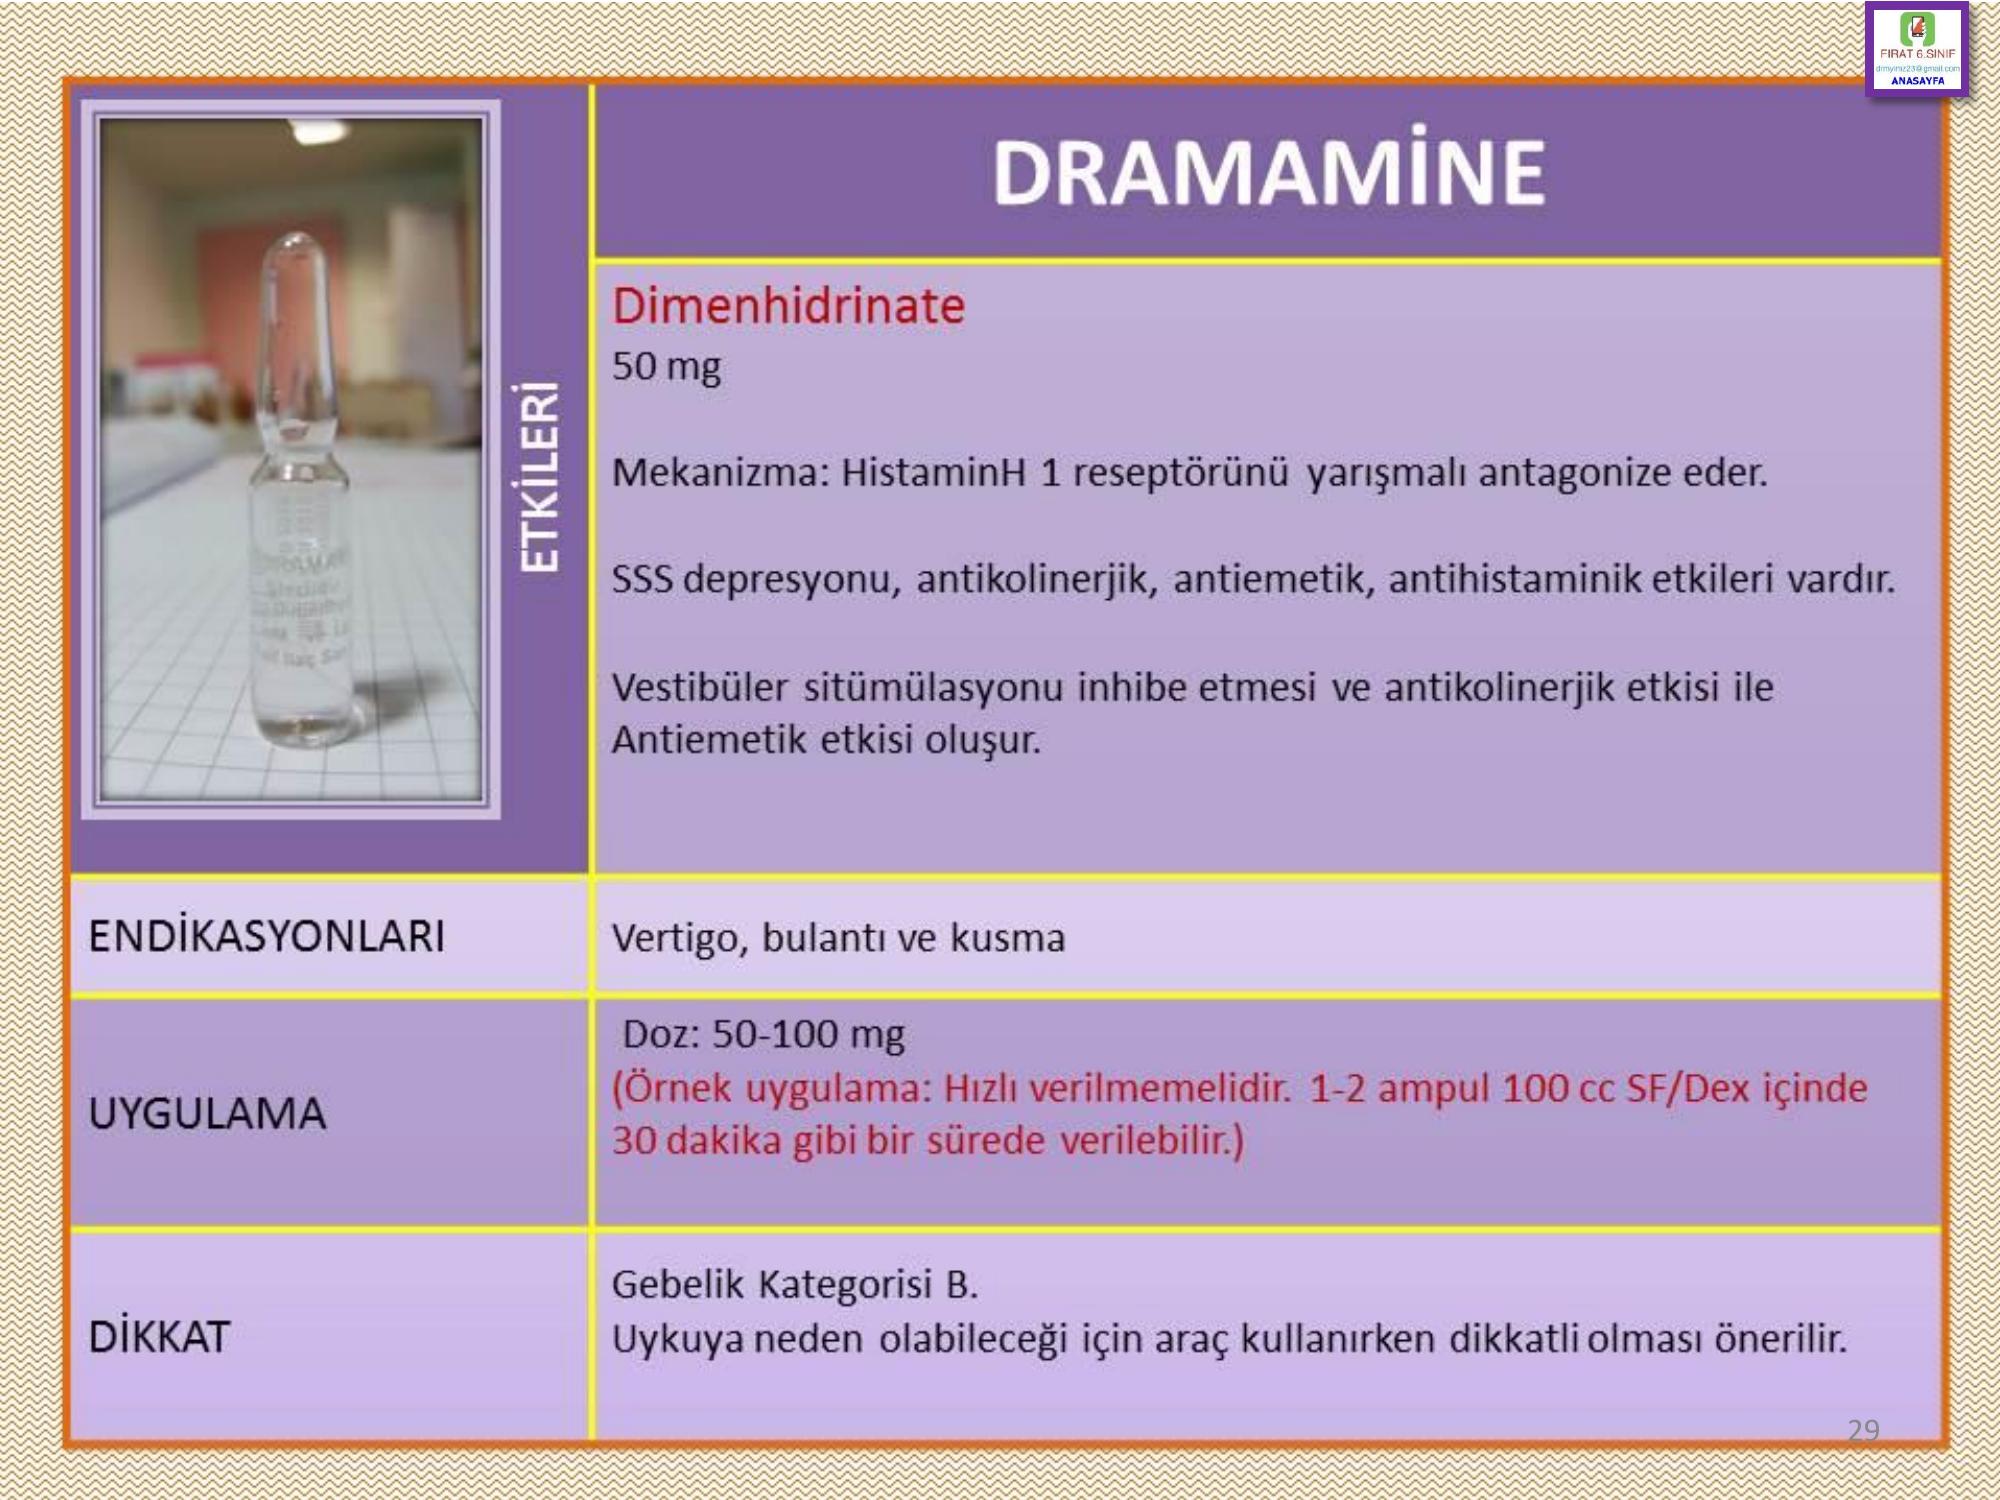 FIRAT 6.SINIF
drmyiniz23@gmail.com
ANASAYFA
DRAMAMİNE
ETKİLERİ
Dimenhidrinate
50 mg
Mekanizma: HistaminH 1 reseptörünü yarışmalı antagonize eder.
SSS depresyonu, antikolinerjik, antiemetik, antihistaminik etkileri vardır.
Vestibüler sitümülasyonu inhibe etmesi ve antikolinerjik etkisi ile
Antiemetik etkisi oluşur.
ENDİKASYONLARI
Vertigo, bulantı ve kusma
UYGULAMA
Doz: 50-100 mg
(Örnek uygulama: Hızlı verilmemelidir. 1-2 ampul 100 cc SF/Dex içinde
30 dakika gibi bir sürede verilebilir.)
DİKKAT
Gebelik Kategorisi B.
Uykuya neden olabileceği için araç kullanırken dikkatli olması önerilir.
29